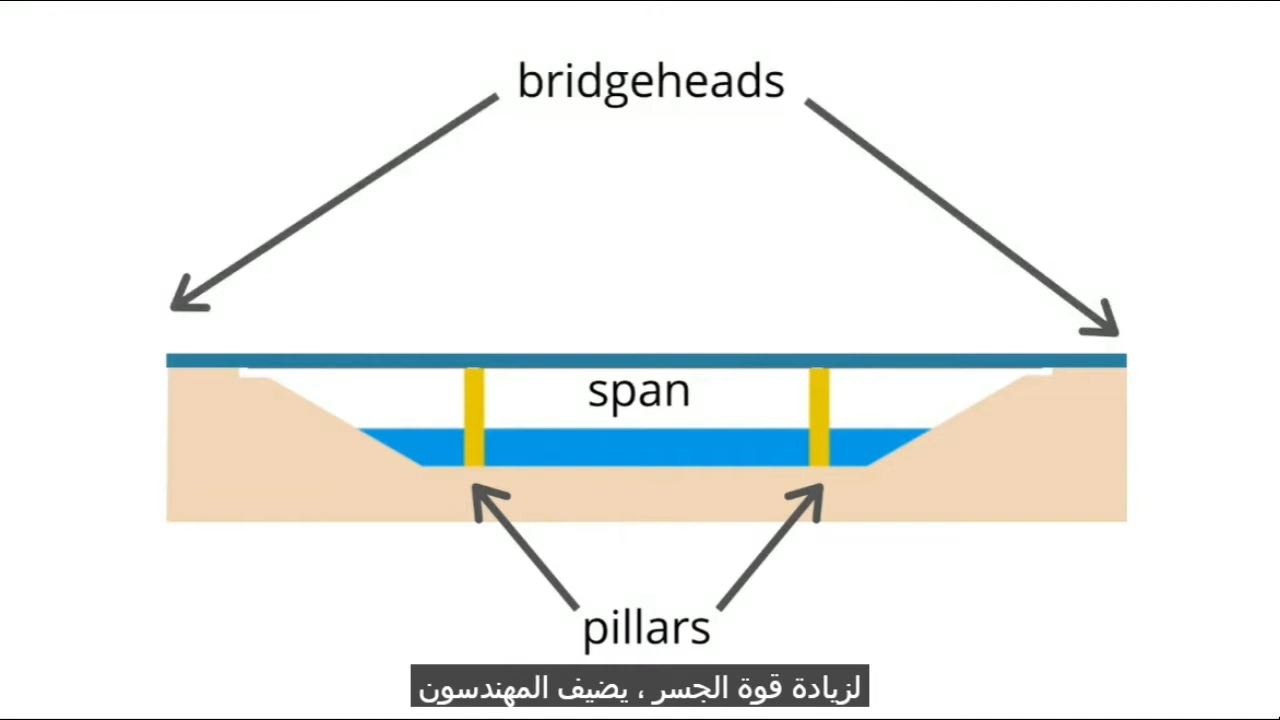 bridgeheads
span
pillars
لزيادة قوة الجسر ، يضيف المهندسون